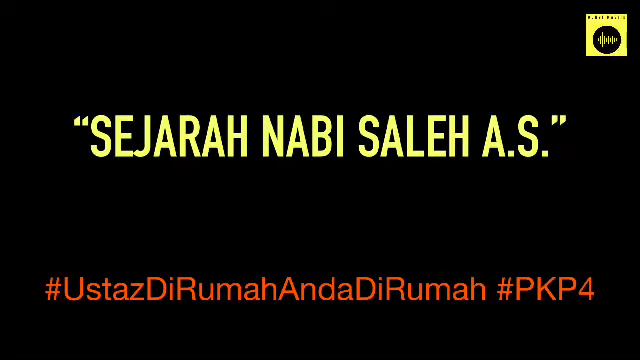 “SEJARAH NABI SALEH A.S.”
#UstazDiRumahAndaDiRumah #PKP4